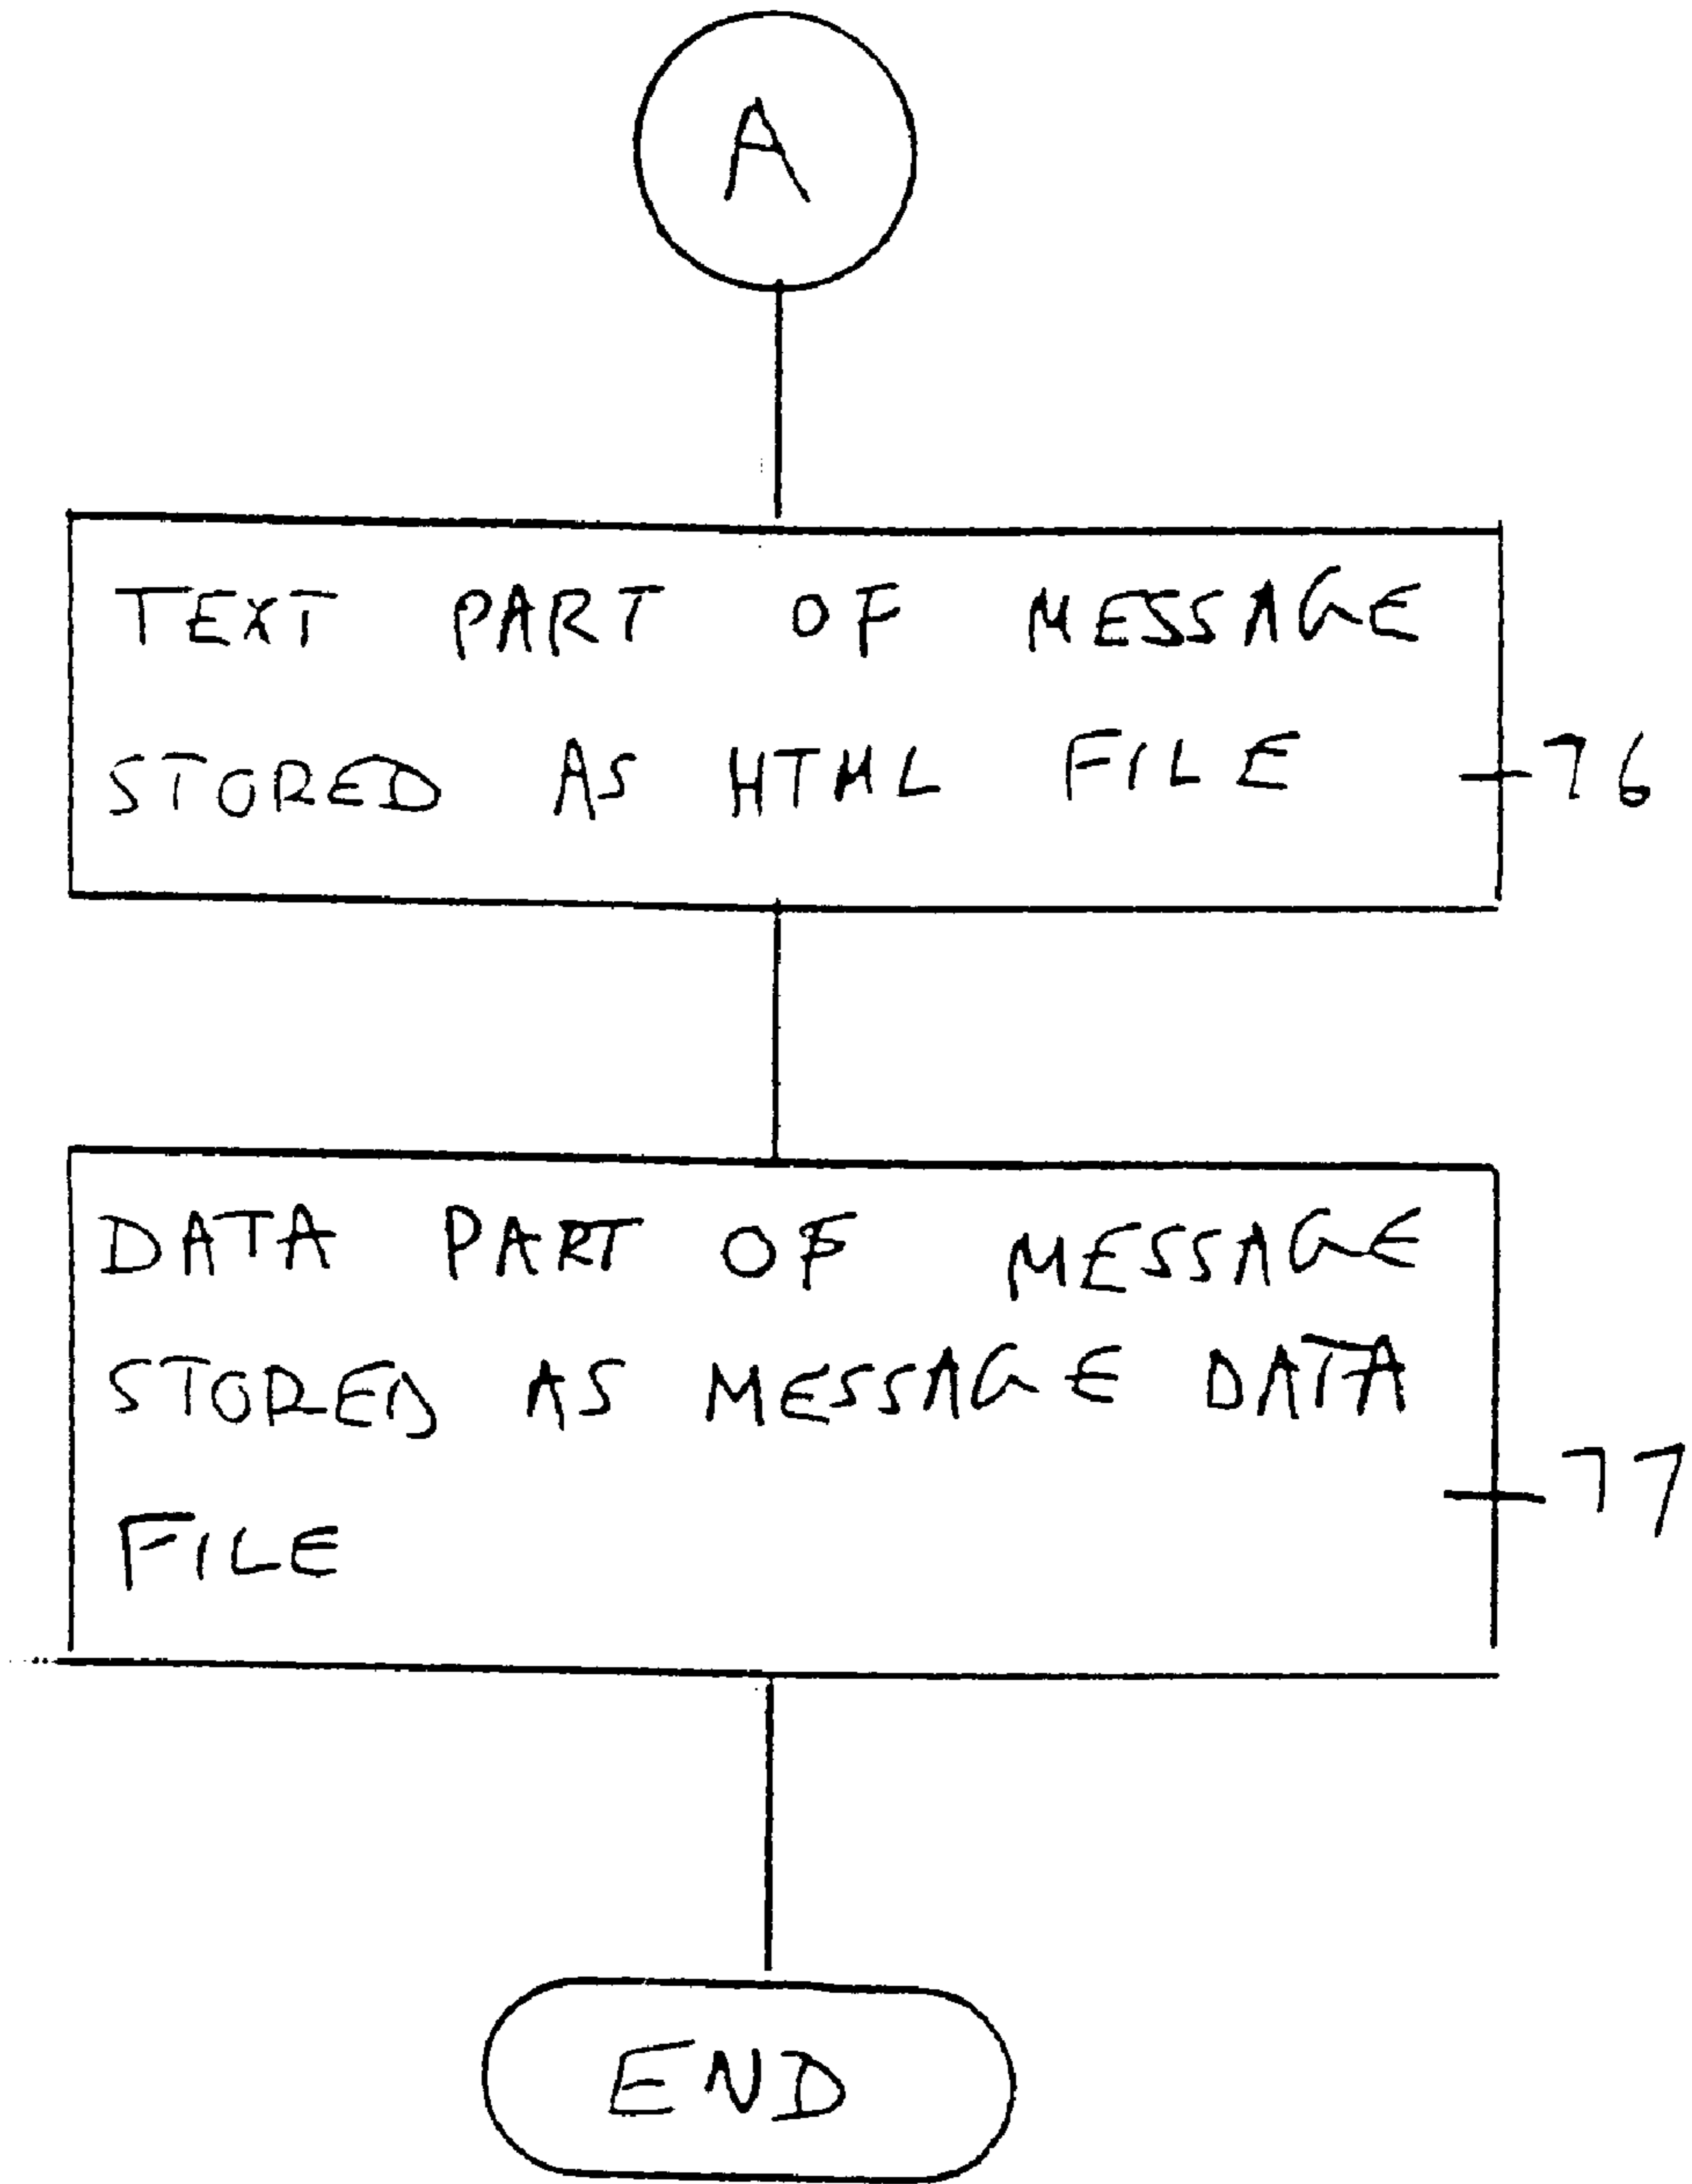 A
TEXT PART OF MESSAGE
STORED AS HTML FILE
76
DATA PART OF MESSAGE
STORED AS MESSAGE DATA
FILE
77
END